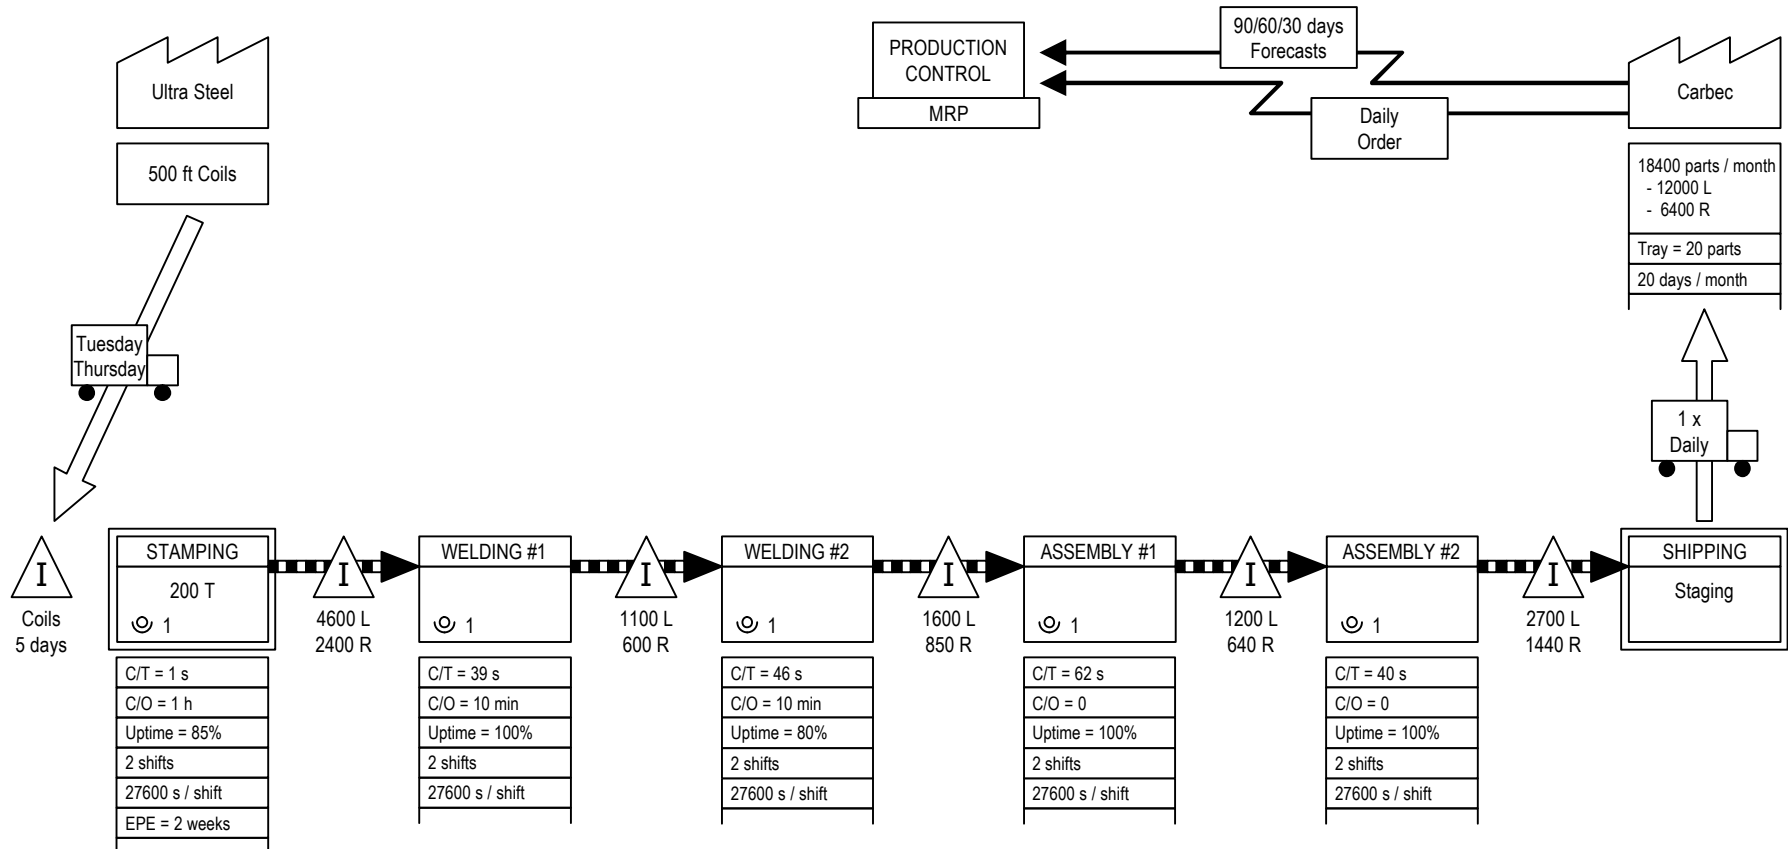 Ultra Steel
500 ft Coils
Tuesday
Thursday
PRODUCTION
CONTROL
MRP
90/60/30 days
Forecasts
Daily
Order
Carbec
18400 parts / month
- 12000 L
- 6400 R
Tray = 20 parts
20 days / month
1 x
Daily
I
Coils
5 days
STAMPING
200 T
1
C/T = 1 s
C/O = 1 h
Uptime = 85%
2 shifts
27600 s / shift
EPE = 2 weeks
I
4600 L
2400 R
WELDING #1
1
C/T = 39 s
C/O = 10 min
Uptime = 100%
2 shifts
27600 s / shift
I
1100 L
600 R
WELDING #2
1
C/T = 46 s
C/O = 10 min
Uptime = 80%
2 shifts
27600 s / shift
I
1600 L
850 R
ASSEMBLY #1
1
C/T = 62 s
C/O = 0
Uptime = 100%
2 shifts
27600 s / shift
I
1200 L
640 R
ASSEMBLY #2
1
C/T = 40 s
C/O = 0
Uptime = 100%
2 shifts
27600 s / shift
I
2700 L
1440 R
SHIPPING
Staging